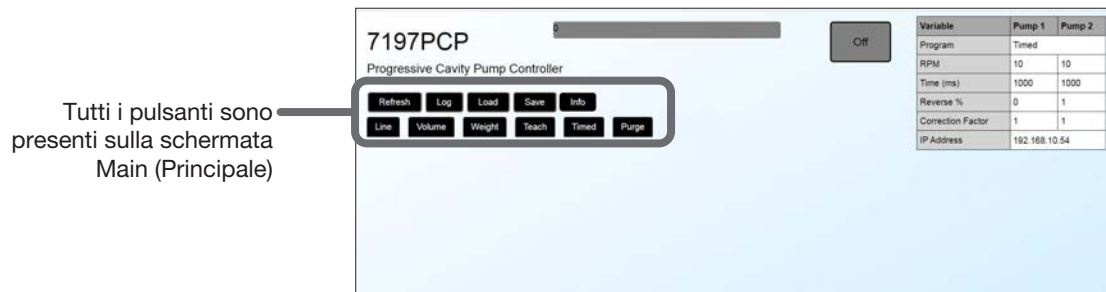 Tutti i pulsanti sono
presenti sulla schermata
Main (Principale)
7197PCP
Progressive Cavity Pump Controller
0
Off
Refresh Log Load Save Info
Line Volume Weight Teach Timed Purge
Variable Pump 1 Pump 2
Program Timed
RPM 10 10
Time (ms) 1000 1000
Reverse % 0 1
Correction Factor 1 1
IP Address 192.168.10.54